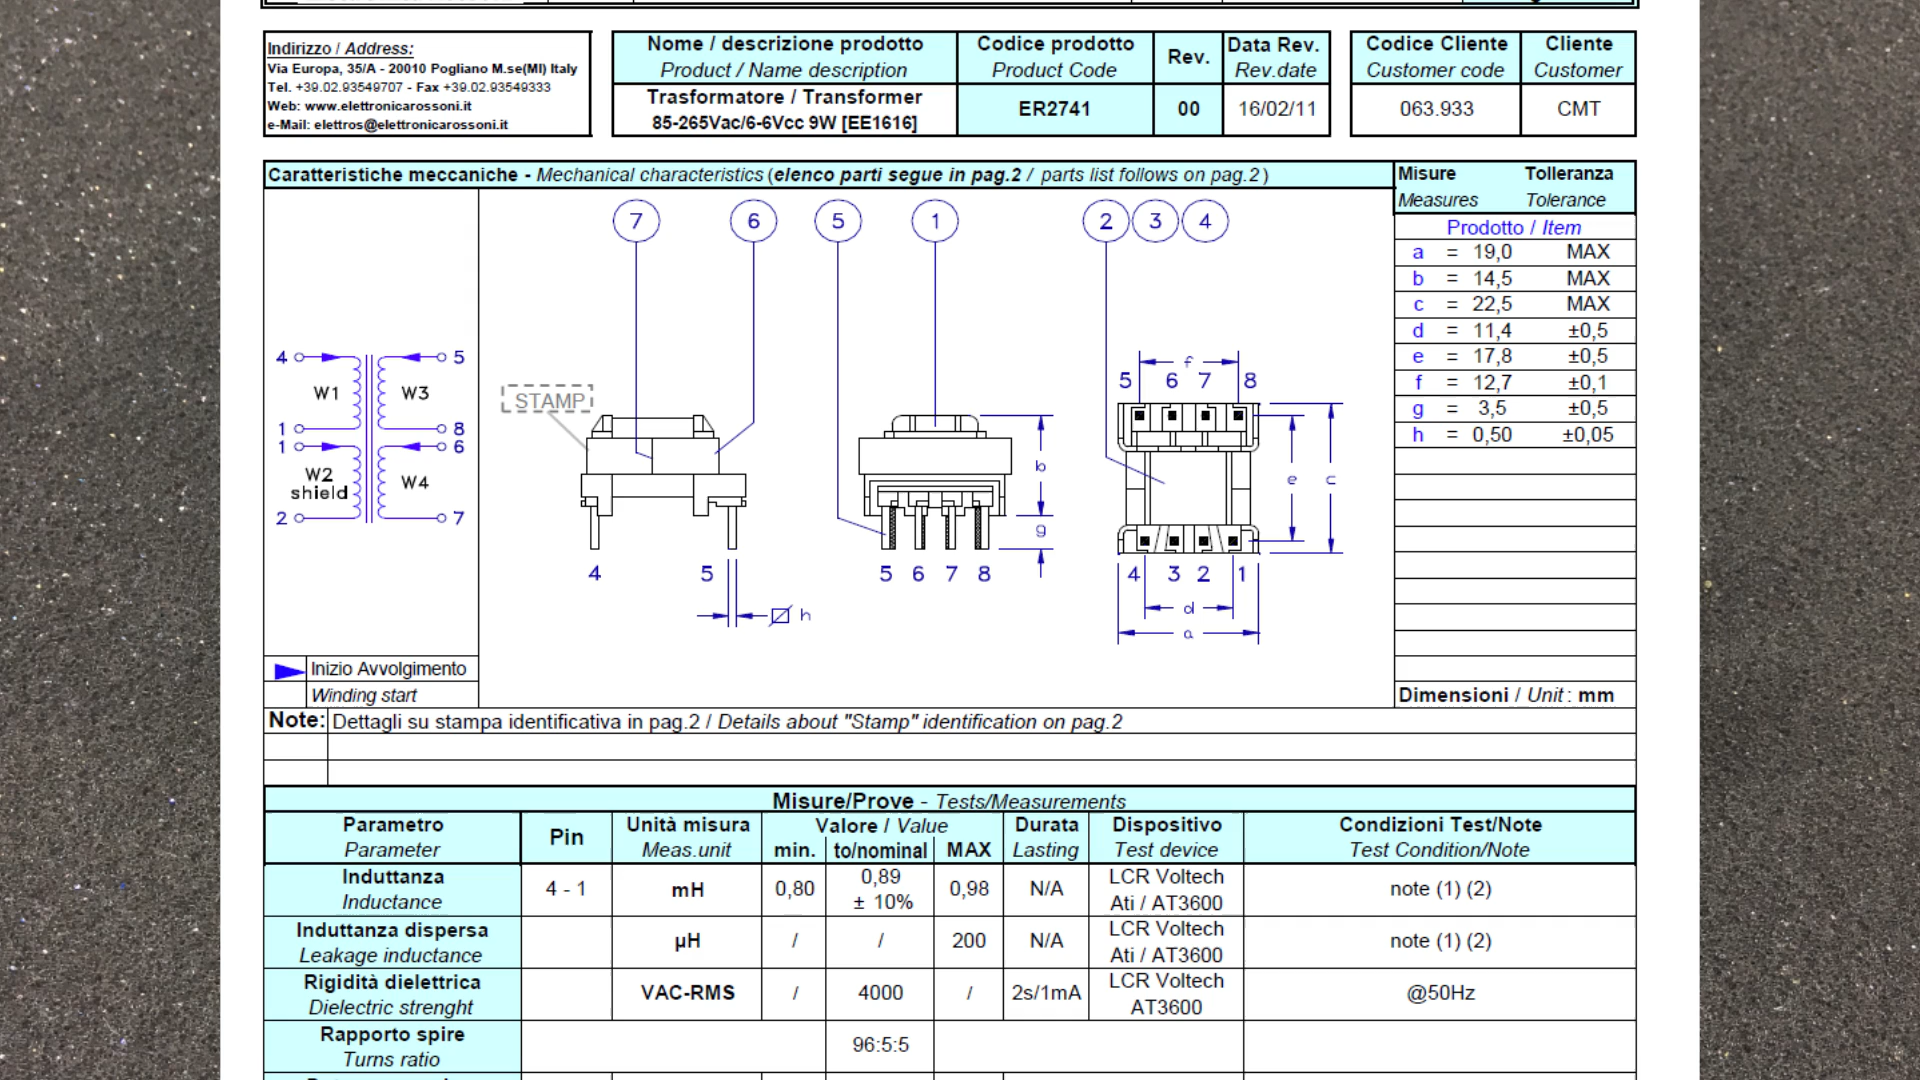 Indirizzo / Address:
Via Europa, 35/A - 20010 Pogliano M.se(MI) Italy
Tel. +39.02.93549707 - Fax +39.02.93549333
Web: www.elettronicarossoni.it
e-Mail: elettros@elettronicarossoni.it
Nome / descrizione prodotto
Product / Name description
Trasformatore / Transformer
85-265Vac/6-6Vcc 9W [EE1616]
Codice prodotto
Product Code
ER2741
Rev.
00
Data Rev.
Rev.date
16/02/11
Codice Cliente
Customer code
063.933
Cliente
Customer
CMT
Caratteristiche meccaniche - Mechanical characteristics (elenco parti segue in pag.2 / parts list follows on pag.2)
Misure Tolleranza
Measures Tolerance
Prodotto / Item
a = 19,0 MAX
b = 14,5 MAX
c = 22,5 MAX
d = 11,4 ±0,5
e = 17,8 ±0,5
f = 12,7 ±0,1
g = 3,5 ±0,5
h = 0,50 ±0,05
Dimensioni / Unit : mm
7 6 5 1 2 3 4
4 5
W1 W3
1 8
1 6
W2 W4
shield
2 7
STAMP
4 5
h
b
g
5 6 7 8
f
5 6 7 8
e c
4 3 2 1
d
a
Inizio Avvolgimento
Winding start
Note: Dettagli su stampa identificativa in pag.2 / Details about "Stamp" identification on pag.2
Misure/Prove - Tests/Measurements
Parametro Pin Unità misura Valore / Value Durata Dispositivo Condizioni Test/Note
Parameter Meas.unit min. to/nominal MAX Lasting Test device Test Condition/Note
Induttanza 4 - 1 mH 0,80 0,89 0,98 N/A LCR Voltech note (1) (2)
Inductance ± 10% Ati / AT3600
Induttanza dispersa µH / / 200 N/A LCR Voltech note (1) (2)
Leakage inductance Ati / AT3600
Rigidità dielettrica VAC-RMS / 4000 / 2s/1mA LCR Voltech @50Hz
Dielectric strenght AT3600
Rapporto spire 96:5:5
Turns ratio